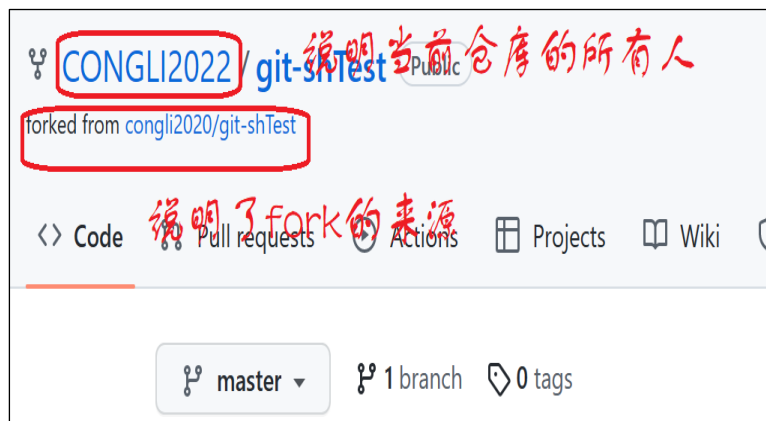 CONGLI2022 / git-shTest Public
说明当前仓库的所有人
forked from congli2020/git-shTest
说明了fork的来源
Code Pull requests Actions Projects Wiki
master 1 branch 0 tags